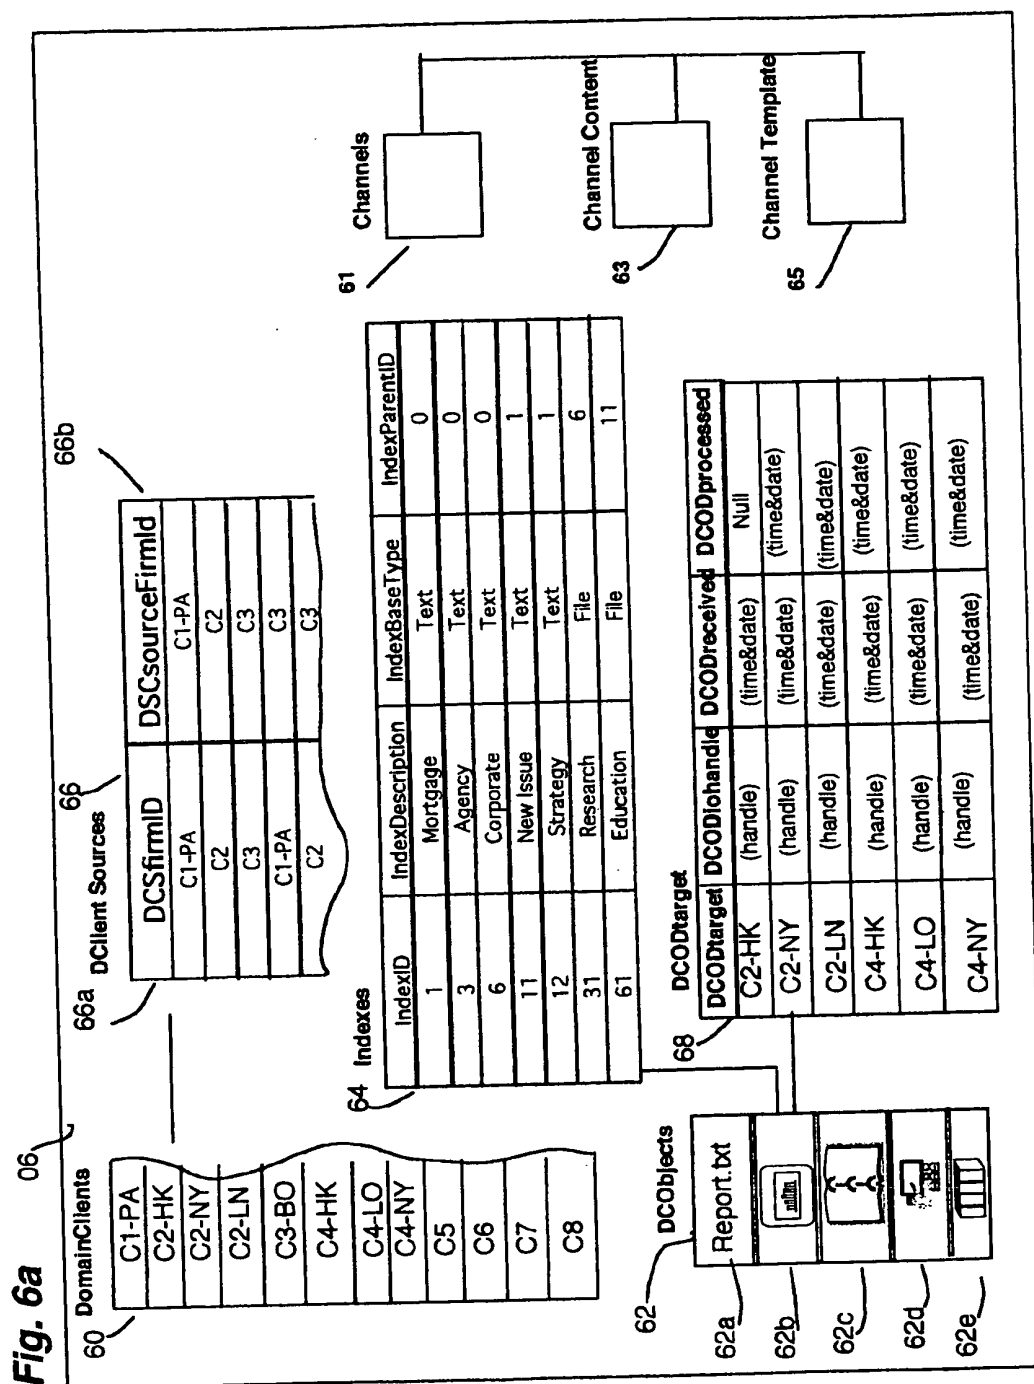 Fig. 6a
06
DomainClients
60
C1-PA
C2-HK
C2-NY
C2-LN
C3-BO
C4-HK
C4-LO
C4-NY
C5
C6
C7
C8
DClient Sources
66
66a
66b
DCSfirmID DSCsourceFirmId
C1-PA C1-PA
C2 C2
C3 C3
C1-PA C3
C2 C3
64 Indexes
IndexID IndexDescription IndexBaseType IndexParentID
1 Mortgage Text 0
3 Agency Text 0
6 Corporate Text 0
11 New Issue Text 1
12 Strategy Text 1
31 Research File 6
61 Education File 11
Channels
61
Channel Content
63
Channel Template
65
62 DCObjects
62a Report.txt
62b
62c
62d
62e
68 DCODtarget
DCODtarget DCODiohandle DCODreceived DCODprocessed
C2-HK (handle) (time&date) Null
C2-NY (handle) (time&date) (time&date)
C2-LN (handle) (time&date) (time&date)
C4-HK (handle) (time&date) (time&date)
C4-LO (handle) (time&date) (time&date)
C4-NY (handle) (time&date) (time&date)